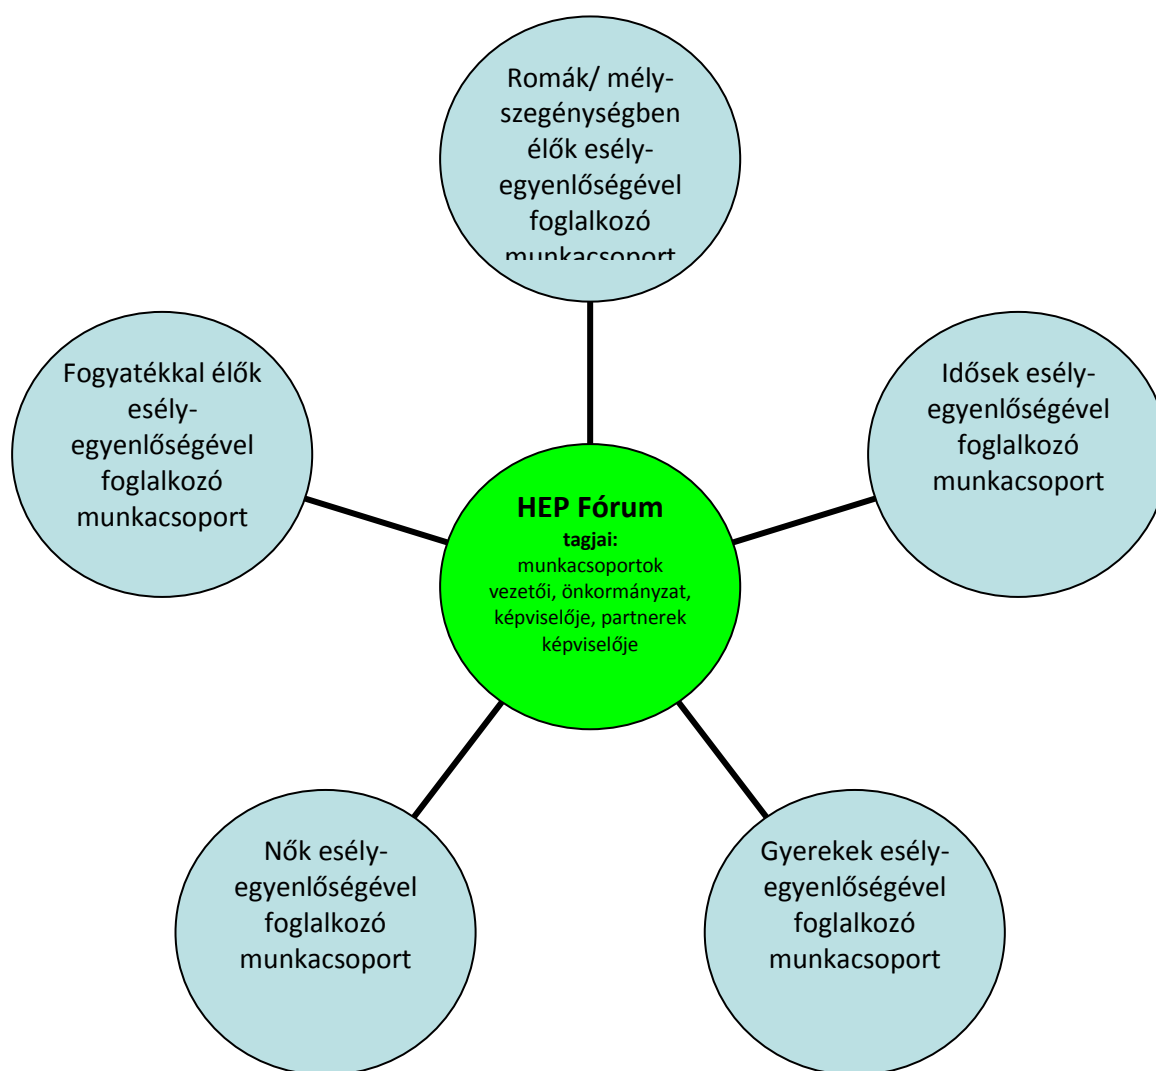 Romák/ mély-
szegénységben
élők esély-
egyenlőségével
foglalkozó
munkacsoport
Fogyatékkal élők
esély-
egyenlőségével
foglalkozó
munkacsoport
Idősek esély-
egyenlőségével
foglalkozó
munkacsoport
HEP Fórum
tagjai:
munkacsoportok
vezetői, önkormányzat,
képviselője, partnerek
képviselője
Nők esély-
egyenlőségével
foglalkozó
munkacsoport
Gyerekek esély-
egyenlőségével
foglalkozó
munkacsoport